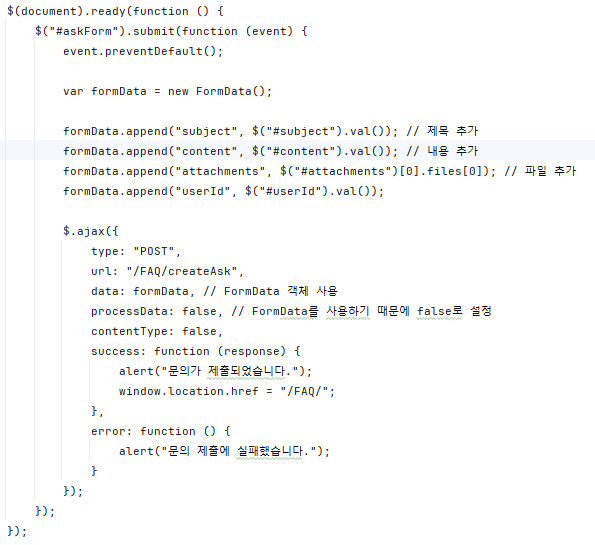 $(document).ready(function () {
$("#askForm").submit(function (event) {
event.preventDefault();
var formData = new FormData();
formData.append("subject", $("#subject").val()); // 제목 추가
formData.append("content", $("#content").val()); // 내용 추가
formData.append("attachments", $("#attachments")[0].files[0]); // 파일 추가
formData.append("userId", $("#userId").val());
$.ajax({
type: "POST",
url: "/FAQ/createAsk",
data: formData, // FormData 객체 사용
processData: false, // FormData를 사용하기 때문에 false로 설정
contentType: false,
success: function (response) {
alert("문의가 제출되었습니다.");
window.location.href = "/FAQ/";
},
error: function () {
alert("문의 제출에 실패했습니다.");
}
});
});
});